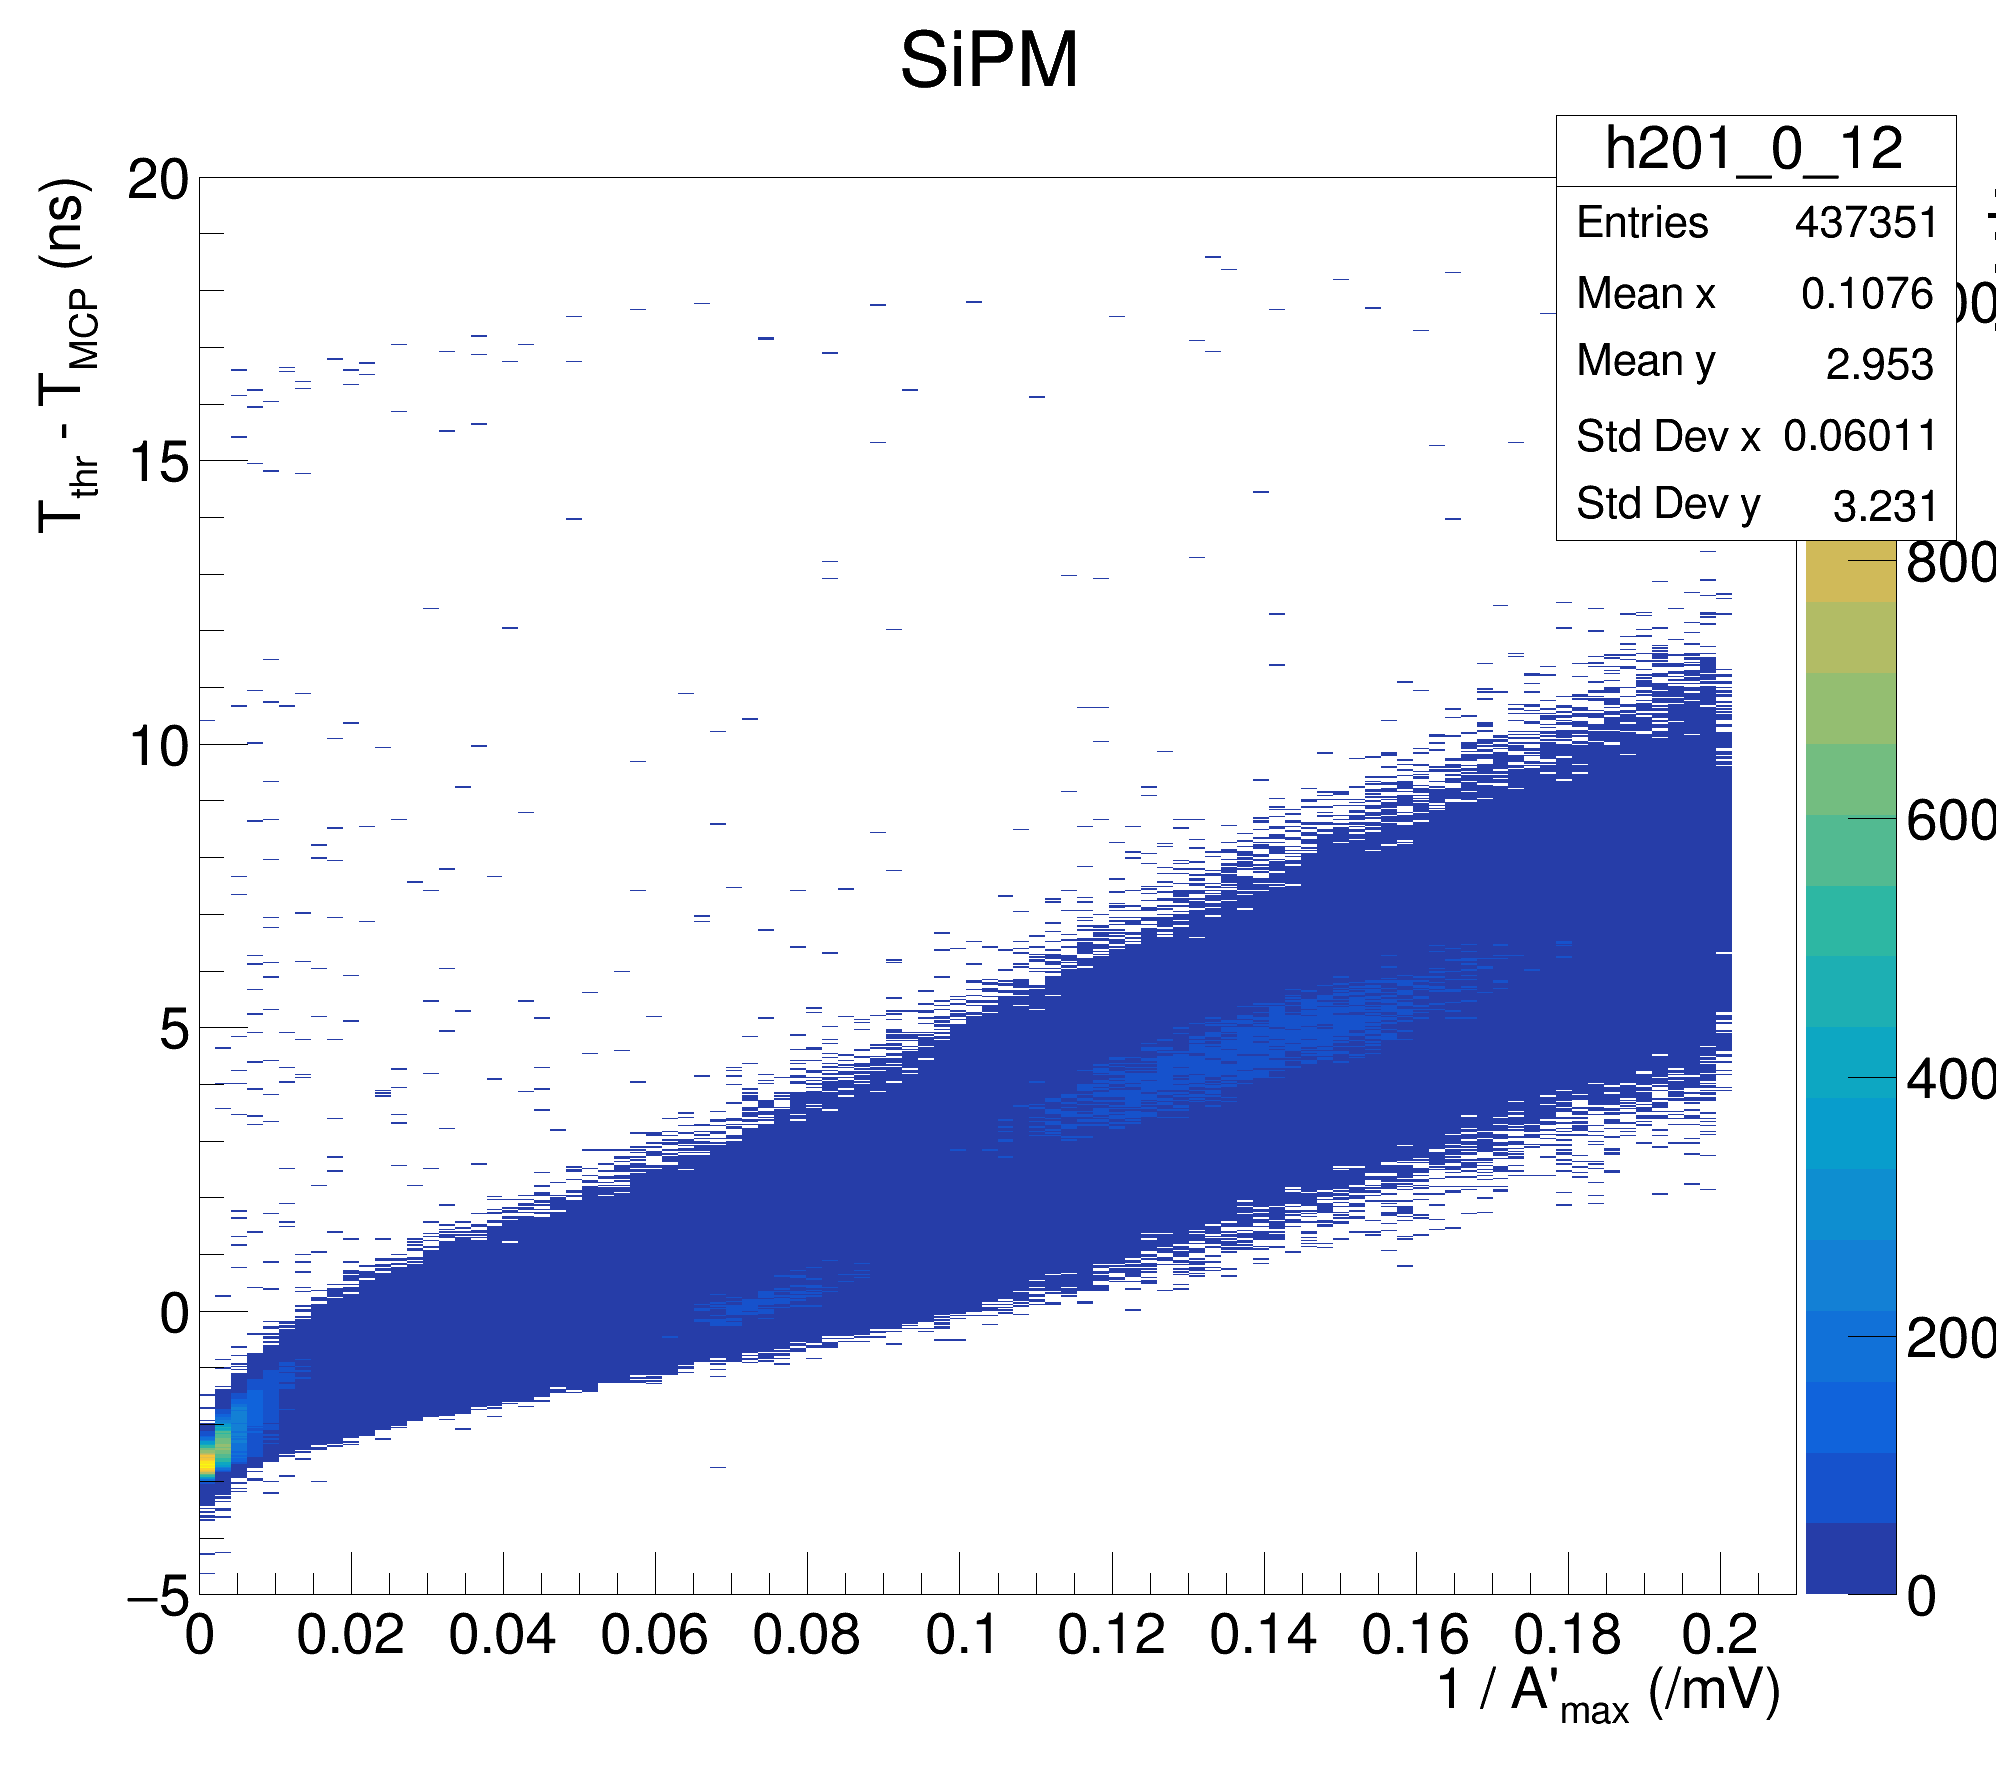 SiPM
h201_0_12
Entries 437351
Mean x 0.1076
Mean y 2.953
Std Dev x 0.06011
Std Dev y 3.231
T_thr - T_MCP (ns)
20
15
10
5
0
−5
0 0.02 0.04 0.06 0.08 0.1 0.12 0.14 0.16 0.18 0.2
1 / A'_max (/mV)
800
600
400
200
0